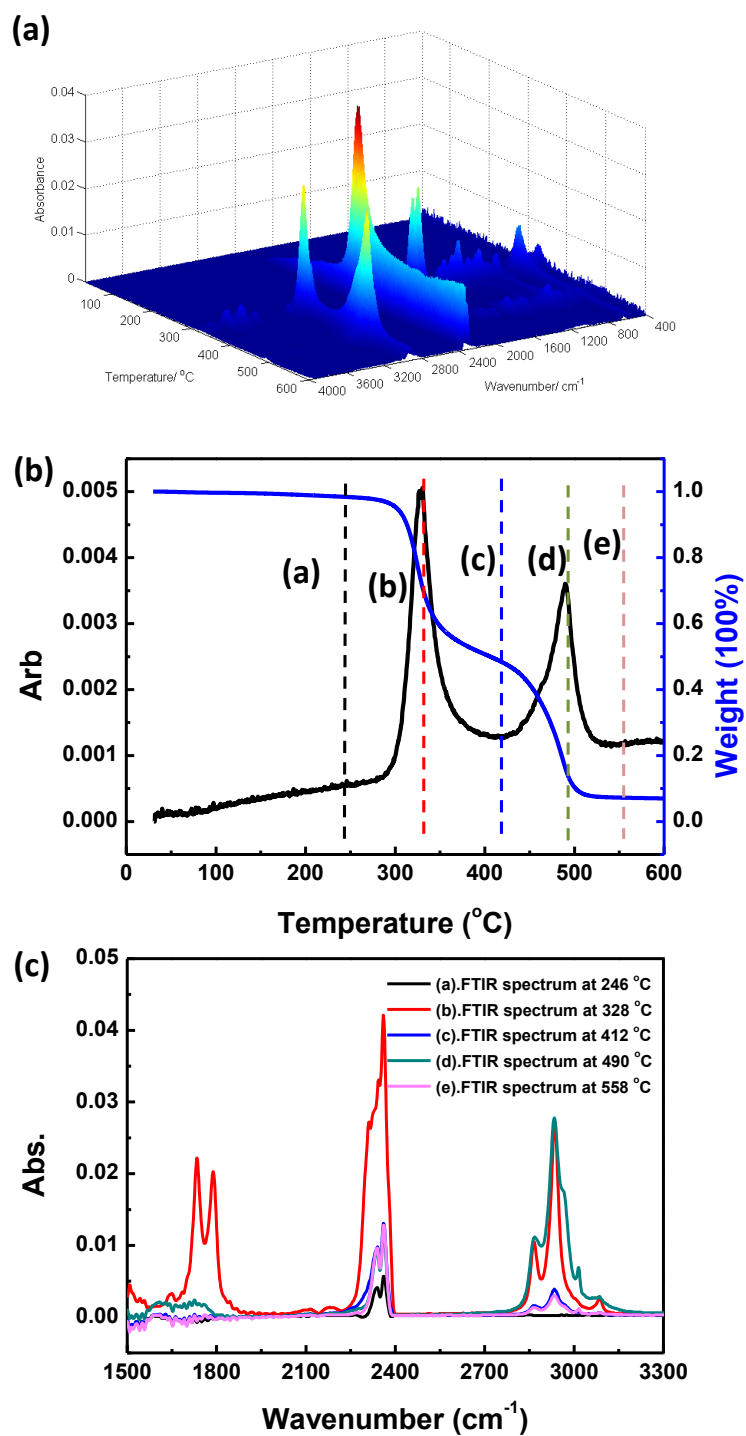 (a)
0.04
0.03
0.02
0.01
0
Absorbance
100
200
300
400
500
600
Temperature/ °C
4000
3600
3200
2800
2400
2000
1600
1200
800
400
Wavenumber/ cm-1
(b)
0.005
0.004
0.003
0.002
0.001
0.000
Arb
1.0
0.8
0.6
0.4
0.2
0.0
Weight (100%)
(a)
(b)
(c)
(d)
(e)
0 100 200 300 400 500 600
Temperature (°C)
(c)
0.05
0.04
0.03
0.02
0.01
0.00
Abs.
(a).FTIR spectrum at 246 °C
(b).FTIR spectrum at 328 °C
(c).FTIR spectrum at 412 °C
(d).FTIR spectrum at 490 °C
(e).FTIR spectrum at 558 °C
1500 1800 2100 2400 2700 3000 3300
Wavenumber (cm-1)